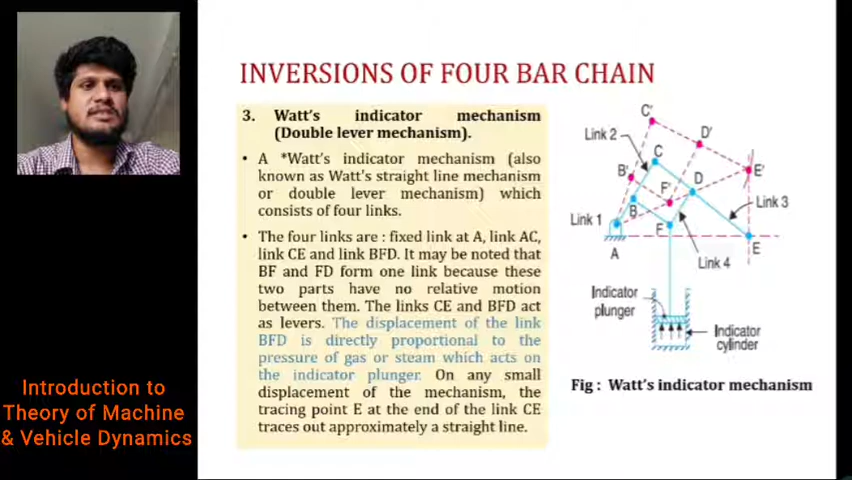 INVERSIONS OF FOUR BAR CHAIN
3. Watt's indicator mechanism
(Double lever mechanism).
• A *Watt's indicator mechanism (also
known as Watt's straight line mechanism
or double lever mechanism) which
consists of four links.
• The four links are : fixed link at A, link AC,
link CE and link BFD. It may be noted that
BF and FD form one link because these
two parts have no relative motion
between them. The links CE and BFD act
as levers. The displacement of the link
BFD is directly proportional to the
pressure of gas or steam which acts on
the indicator plunger. On any small
displacement of the mechanism, the
tracing point E at the end of the link CE
traces out approximately a straight line.
C'
Link 2
D'
C
B'
E'
D
F'
Link 3
B
Link 1
F
E
A
Link 4
Indicator
plunger
Indicator
cylinder
Fig : Watt's indicator mechanism
Introduction to
Theory of Machine
& Vehicle Dynamics